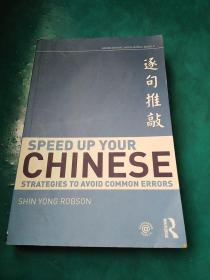 逐句推敲
SPEED UP YOUR
CHINESE
STRATEGIES TO AVOID COMMON ERRORS
SHIN YONG ROBSON
R